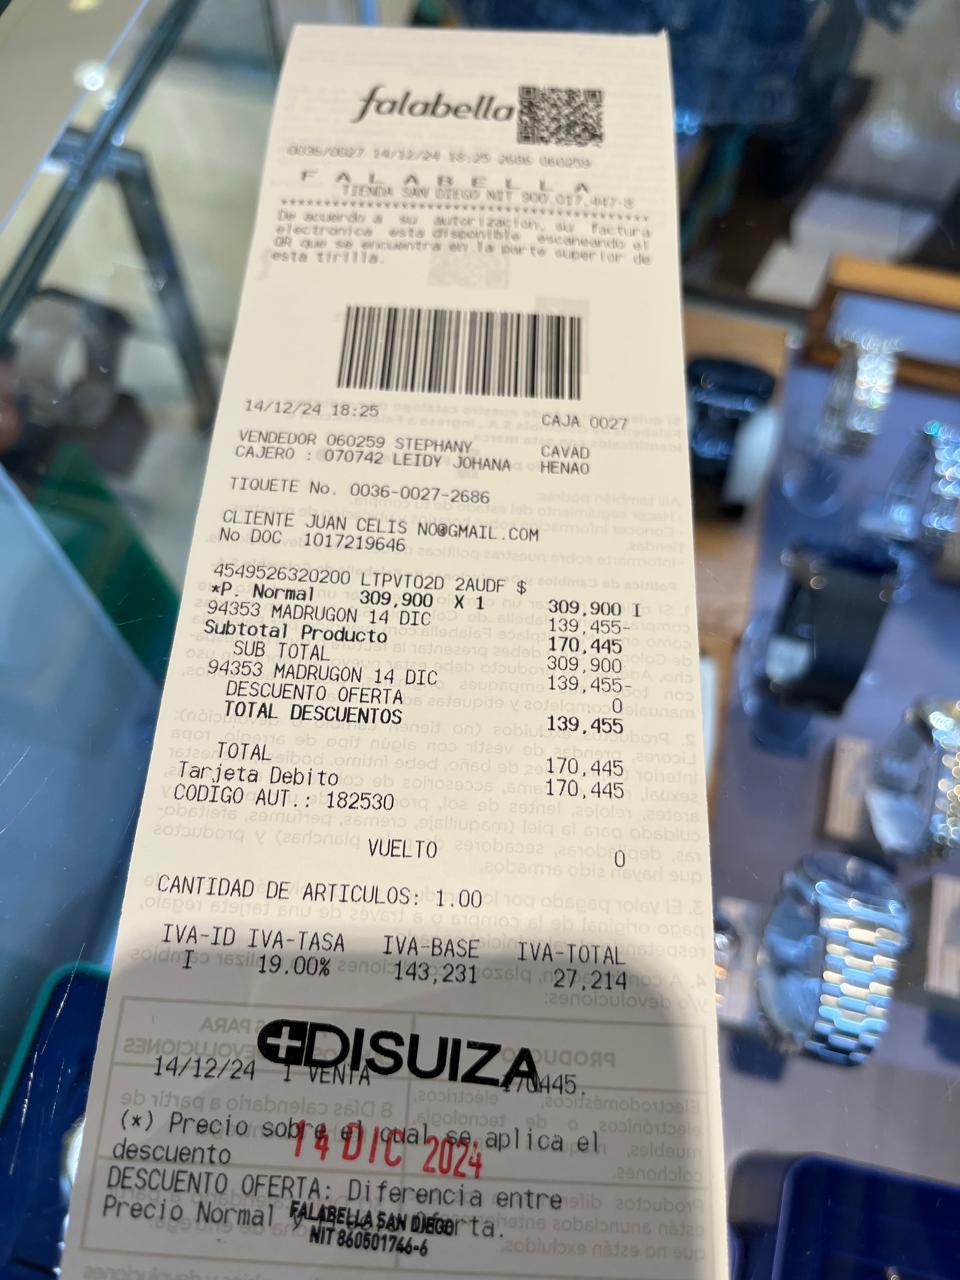 falabella
0036/0027 14/12/24 18:25 2686 060259
F A L A B E L L A
TIENDA SAN DIEGO NIT 900.017.447-8
De acuerdo a su autorización, su factura
electronica esta disponible escaneando el
QR que se encuentra en la parte superior de
esta tirilla.
14/12/24 18:25 CAJA 0027
VENDEDOR 060259 STEPHANY CAVAD
CAJERO : 070742 LEIDY JOHANA HENAO
TIQUETE No. 0036-0027-2686
CLIENTE JUAN CELIS NO@GMAIL.COM
No DOC 1017219646
4549526320200 LTPVT02D 2AUDF $
*P. Normal 309,900 X 1 309,900 I
94353 MADRUGON 14 DIC 139,455-
Subtotal Producto 170,445
SUB TOTAL 309,900
94353 MADRUGON 14 DIC 139,455-
DESCUENTO OFERTA 0
TOTAL DESCUENTOS 139,455
TOTAL 170,445
Tarjeta Debito 170,445
CODIGO AUT.: 182530
VUELTO 0
CANTIDAD DE ARTICULOS: 1.00
IVA-ID IVA-TASA IVA-BASE IVA-TOTAL
I 19.00% 143,231 27,214
DISUIZA
14/12/24 1 VENTA 170445.
(*) Precio sobre el cual se aplica el
descuento
14 DIC 2024
DESCUENTO OFERTA: Diferencia entre
Precio Normal y Oferta.
FALABELLA SAN DIEGO
NIT 860501746-6